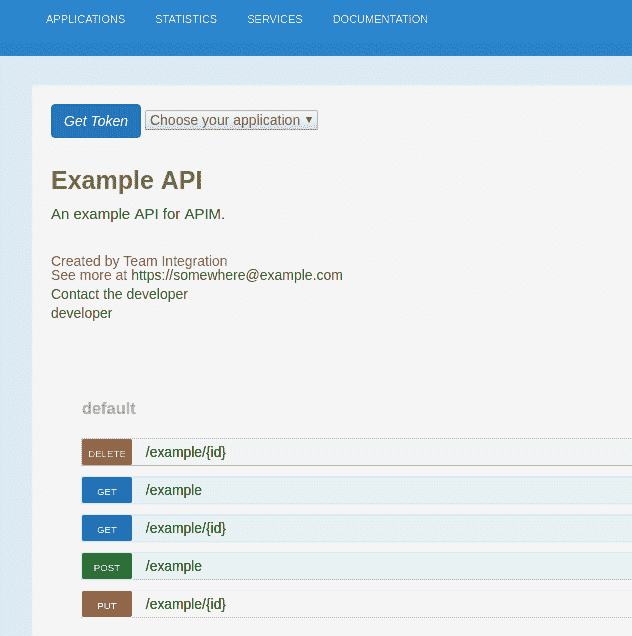 APPLICATIONS STATISTICS SERVICES DOCUMENTATION
Get Token Choose your application
Example API
An example API for APIM.
Created by Team Integration
See more at https://somewhere@example.com
Contact the developer
developer
default
DELETE /example/{id}
GET /example
GET /example/{id}
POST /example
PUT /example/{id}